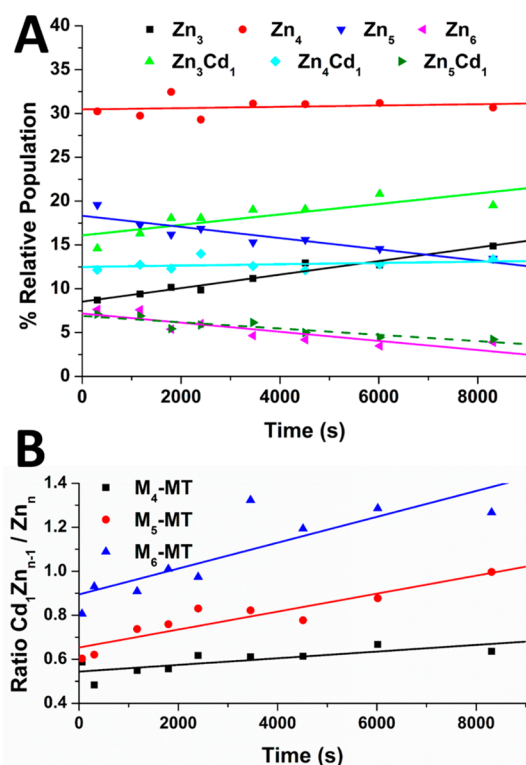 A
Zn3 Zn4 Zn5 Zn6
Zn3Cd1 Zn4Cd1 Zn5Cd1
40
35
30
25
20
15
10
5
0
% Relative Population
0 2000 4000 6000 8000
Time (s)
B
1.4
1.2
1.0
0.8
0.6
0.4
Ratio Cd1Znn-1 / Znn
M4-MT
M5-MT
M6-MT
0 2000 4000 6000 8000
Time (s)